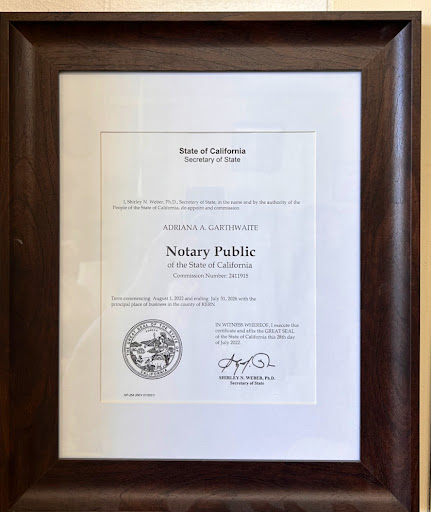 State of California
Secretary of State
I, Shirley N. Weber, Ph.D., Secretary of State, in the name and by the authority of the
People of the State of California, do appoint and commission
ADRIANA A. GARTHWAITE
Notary Public
of the State of California
Commission Number: 2411915
Term commencing August 1, 2022 and ending July 31, 2026 with the
principal place of business in the county of KERN.
IN WITNESS WHEREOF, I execute this
certificate and affix the GREAT SEAL
of the State of California this 28th day
of July 2022.
SHIRLEY N. WEBER, Ph.D.
Secretary of State